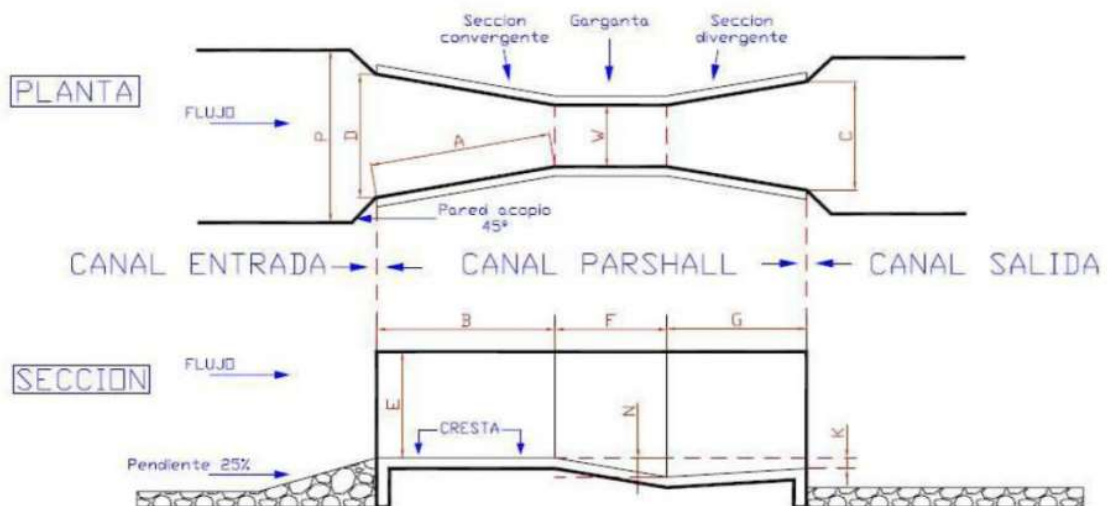 Seccion
convergente
Garganta
Seccion
divergente
PLANTA
FLUJO
P
D
A
W
C
Pared acopio
45º
CANAL ENTRADA
CANAL PARSHALL
CANAL SALIDA
B
F
G
FLUJO
SECCION
E
CRESTA
N
K
Pendiente 25%